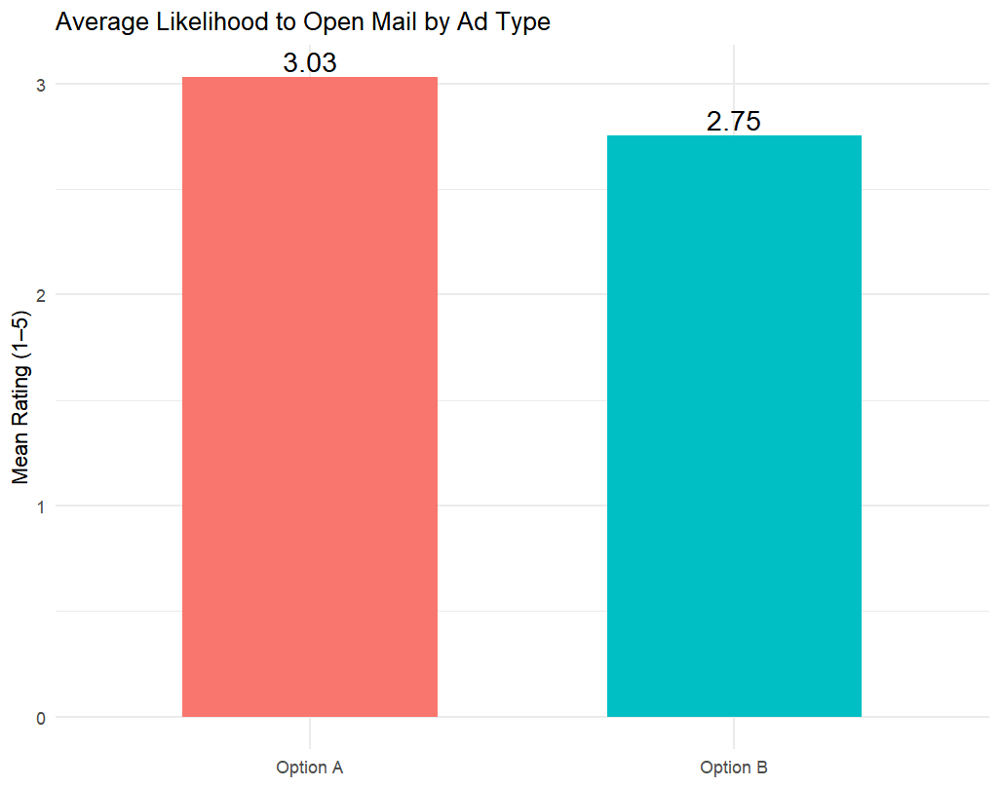 Average Likelihood to Open Mail by Ad Type
3.03
2.75
3
2
1
0
Mean Rating (1–5)
Option A
Option B